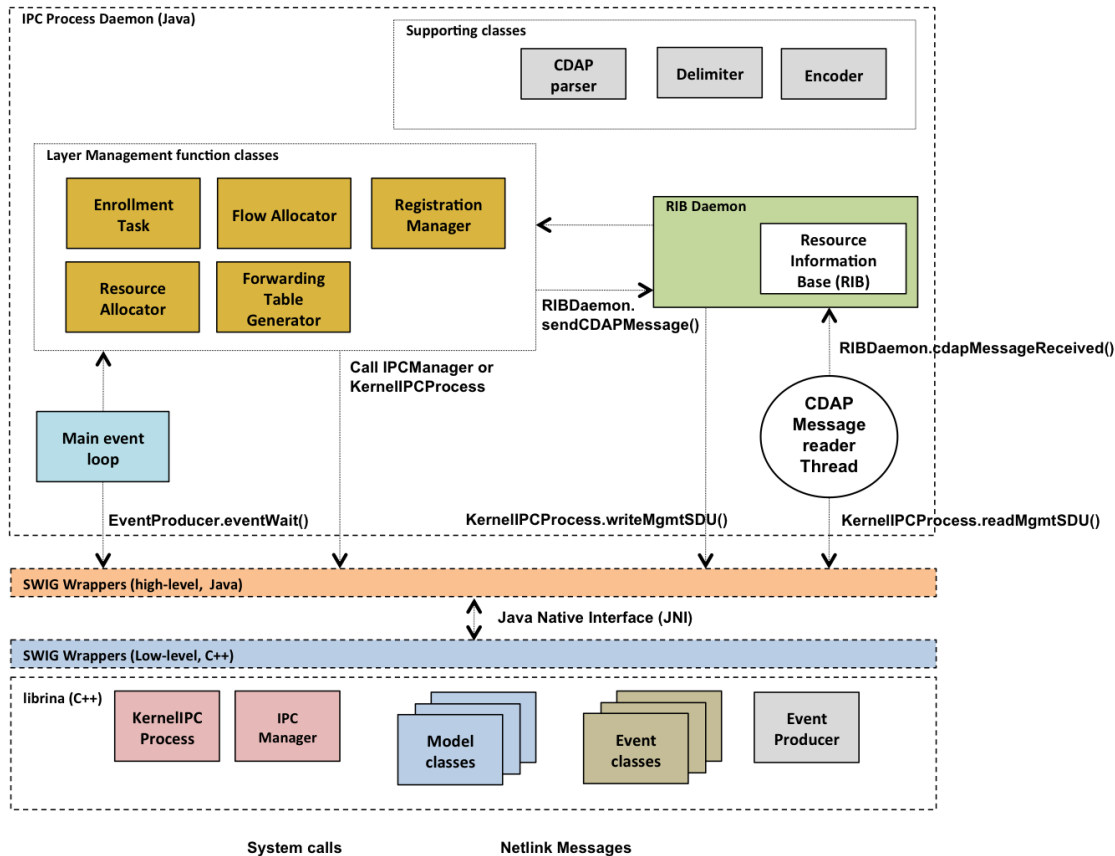 IPC Process Daemon (Java)
Supporting classes
CDAP
parser
Delimiter
Encoder
Layer Management function classes
Enrollment
Task
Flow Allocator
Registration
Manager
Resource
Allocator
Forwarding
Table
Generator
RIB Daemon
Resource
Information
Base (RIB)
RIBDaemon.
sendCDAPMessage()
RIBDaemon.cdapMessageReceived()
Call IPCManager or
KernelIPCProcess
Main event
loop
CDAP
Message
reader
Thread
EventProducer.eventWait()
KernelIPCProcess.writeMgmtSDU()
KernelIPCProcess.readMgmtSDU()
SWIG Wrappers (high-level, Java)
Java Native Interface (JNI)
SWIG Wrappers (Low-level, C++)
librina (C++)
KernelIPC
Process
IPC
Manager
Model
classes
Event
classes
Event
Producer
System calls
Netlink Messages